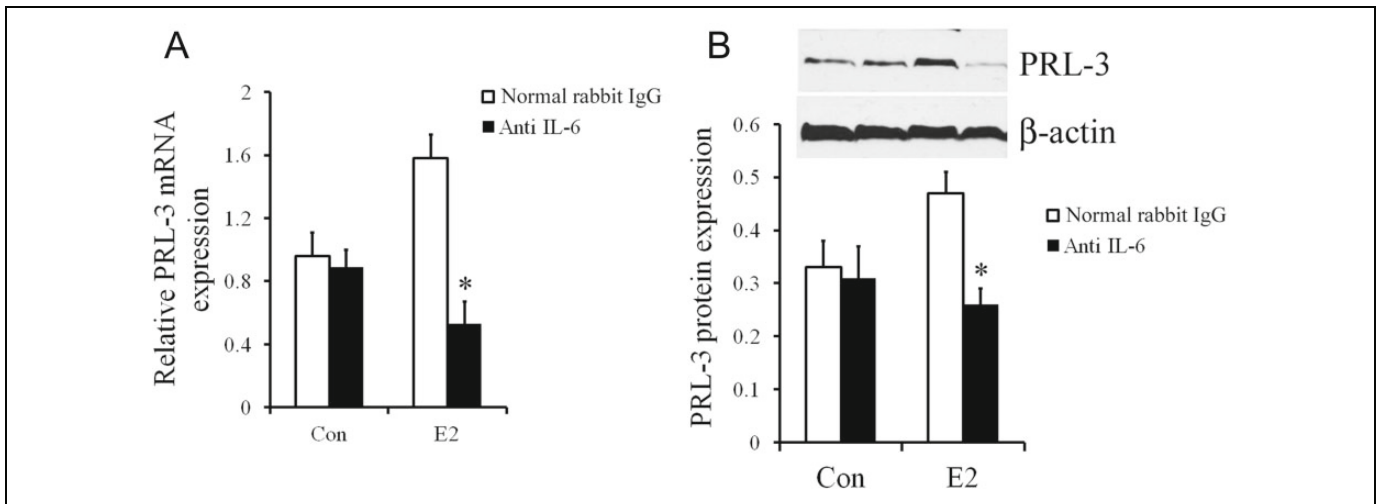 A
Relative PRL-3 mRNA
expression
2
1.6
1.2
0.8
0.4
0
Normal rabbit IgG
Anti IL-6
*
Con
E2
B
PRL-3
β-actin
PRL-3 protein expression
0.6
0.5
0.4
0.3
0.2
0.1
0
Normal rabbit IgG
Anti IL-6
*
Con
E2